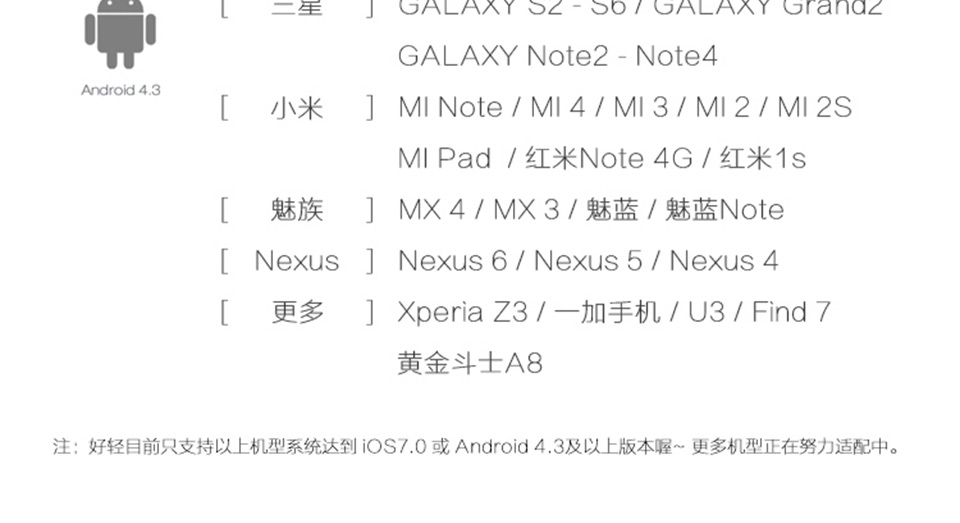 [ 三星 ] GALAXY S2 - S6 / GALAXY Grand2
GALAXY Note2 - Note4
Android 4.3
[ 小米 ] MI Note / MI 4 / MI 3 / MI 2 / MI 2S
MI Pad / 红米Note 4G / 红米1s
[ 魅族 ] MX 4 / MX 3 / 魅蓝 / 魅蓝Note
[ Nexus ] Nexus 6 / Nexus 5 / Nexus 4
[ 更多 ] Xperia Z3 / 一加手机 / U3 / Find 7
黄金斗士A8
注：好轻目前只支持以上机型系统达到 iOS7.0 或 Android 4.3及以上版本喔~ 更多机型正在努力适配中。